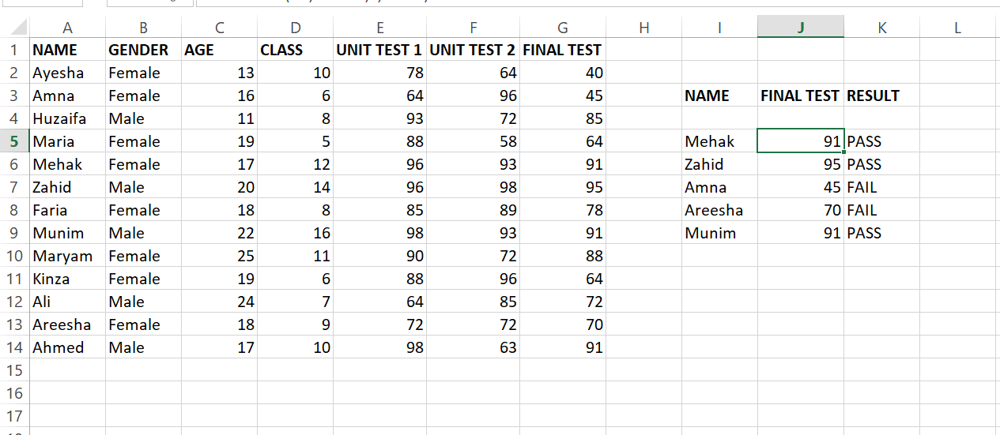 A B C D E F G H I J K L
1 NAME GENDER AGE CLASS UNIT TEST 1 UNIT TEST 2 FINAL TEST
2 Ayesha Female 13 10 78 64 40
3 Amna Female 16 6 64 96 45 NAME FINAL TEST RESULT
4 Huzaifa Male 11 8 93 72 85
5 Maria Female 19 5 88 58 64 Mehak 91 PASS
6 Mehak Female 17 12 96 93 91 Zahid 95 PASS
7 Zahid Male 20 14 96 98 95 Amna 45 FAIL
8 Faria Female 18 8 85 89 78 Areesha 70 FAIL
9 Munim Male 22 16 98 93 91 Munim 91 PASS
10 Maryam Female 25 11 90 72 88
11 Kinza Female 19 6 88 96 64
12 Ali Male 24 7 64 85 72
13 Areesha Female 18 9 72 72 70
14 Ahmed Male 17 10 98 63 91
15
16
17